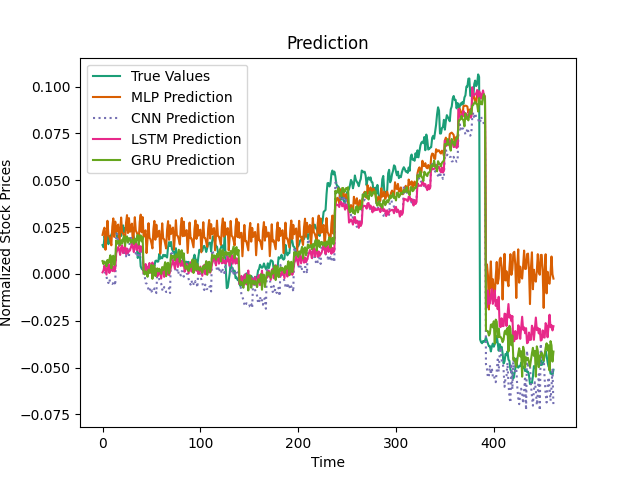 Prediction
True Values
MLP Prediction
CNN Prediction
LSTM Prediction
GRU Prediction
0.100
0.075
0.050
0.025
0.000
−0.025
−0.050
−0.075
Normalized Stock Prices
0 100 200 300 400
Time